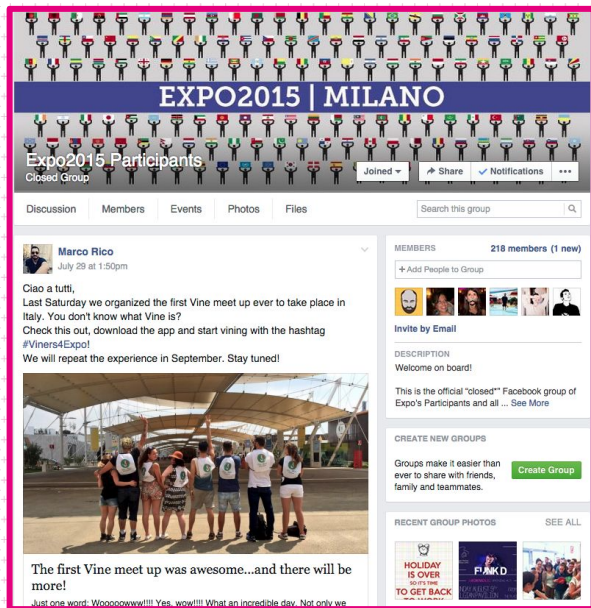 EXPO2015 | MILANO
Expo2015 Participants
Closed Group
Joined
Share
Notifications
Discussion
Members
Events
Photos
Files
Search this group
Marco Rico
July 29 at 1:50pm
Ciao a tutti,
Last Saturday we organized the first Vine meet up ever to take place in
Italy. You don't know what Vine is?
Check this out, download the app and start vining with the hashtag
#Viners4Expo!
We will repeat the experience in September. Stay tuned!
The first Vine meet up was awesome...and there will be
more!
Just one word: Wooooowww!!!! Yes, wow!!!! What an incredible day. Not only we
MEMBERS
218 members (1 new)
+ Add People to Group
Invite by Email
DESCRIPTION
Welcome on board!
This is the official "closed*" Facebook group of
Expo's Participants and all ... See More
CREATE NEW GROUPS
Groups make it easier than
ever to share with friends,
family and teammates.
Create Group
RECENT GROUP PHOTOS
SEE ALL
HOLIDAY
IS OVER
SO IT'S TIME
TO GET BACK